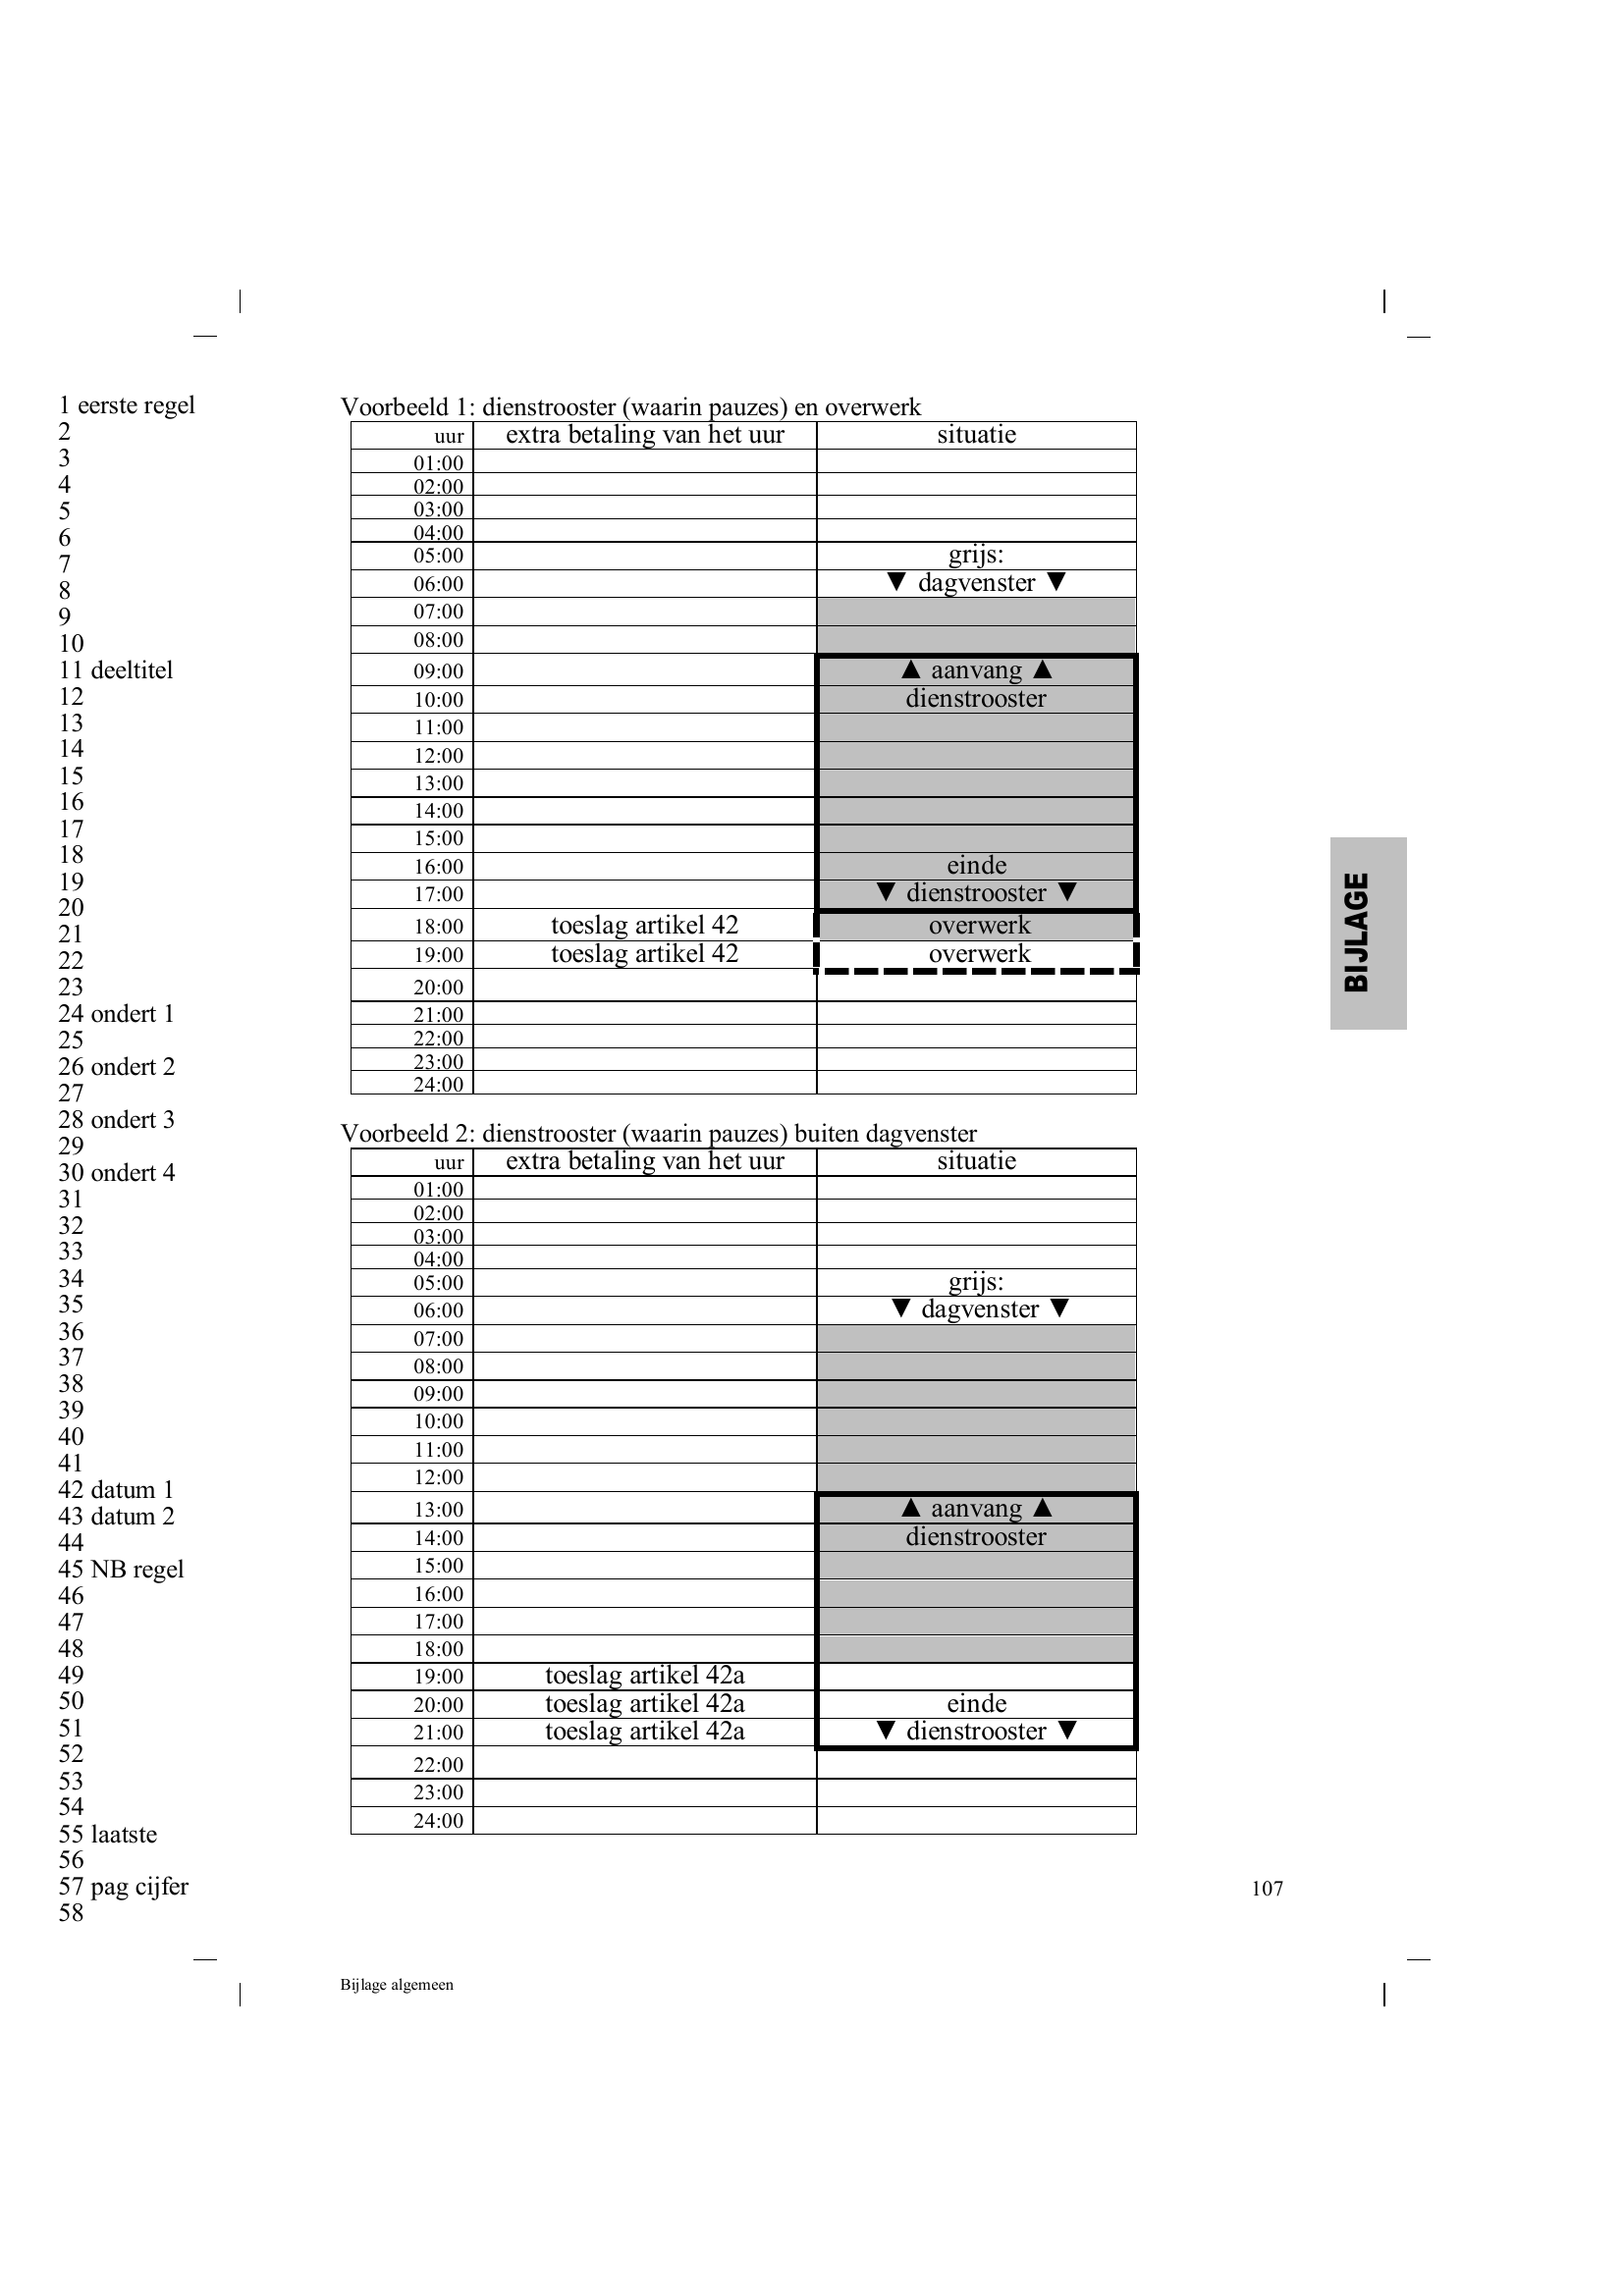 1 eerste regel
2
3
4
5
6
7
8
9
10
11 deeltitel
12
13
14
15
16
17
18
19
20
21
22
23
24 ondert 1
25
26 ondert 2
27
28 ondert 3
29
30 ondert 4
31
32
33
34
35
36
37
38
39
40
41
42 datum 1
43 datum 2
44
45 NB regel
46
47
48
49
50
51
52
53
54
55 laatste
56
57 pag cijfer
58
Voorbeeld 1: dienstrooster (waarin pauzes) en overwerk
uur extra betaling van het uur situatie
01:00
02:00
03:00
04:00
05:00 grijs:
06:00 ▼ dagvenster ▼
07:00
08:00
09:00 ▲ aanvang ▲
10:00 dienstrooster
11:00
12:00
13:00
14:00
15:00
16:00 einde
17:00 ▼ dienstrooster ▼
18:00 toeslag artikel 42 overwerk
19:00 toeslag artikel 42 overwerk
20:00
21:00
22:00
23:00
24:00
Voorbeeld 2: dienstrooster (waarin pauzes) buiten dagvenster
uur extra betaling van het uur situatie
01:00
02:00
03:00
04:00
05:00 grijs:
06:00 ▼ dagvenster ▼
07:00
08:00
09:00
10:00
11:00
12:00
13:00 ▲ aanvang ▲
14:00 dienstrooster
15:00
16:00
17:00
18:00
19:00 toeslag artikel 42a
20:00 toeslag artikel 42a einde
21:00 toeslag artikel 42a ▼ dienstrooster ▼
22:00
23:00
24:00
BIJLAGE
107
Bijlage algemeen